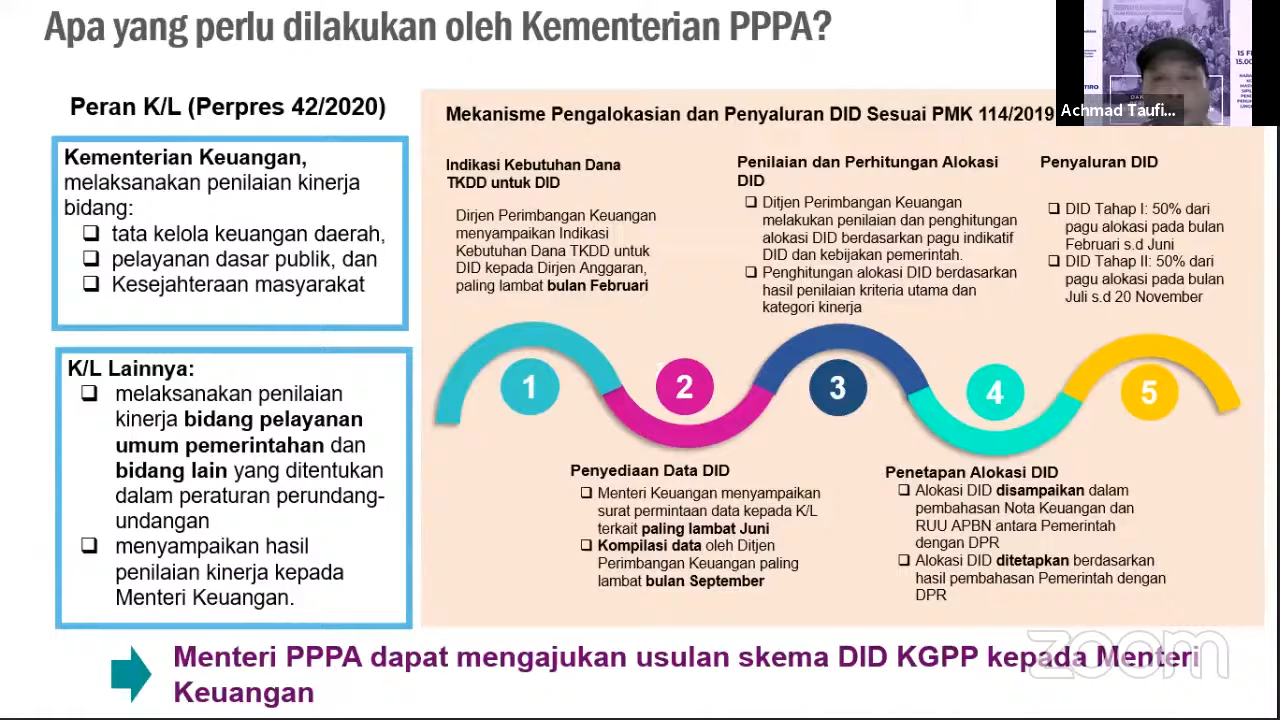 Apa yang perlu dilakukan oleh Kementerian PPPA?
Peran K/L (Perpres 42/2020)
Kementerian Keuangan,
melaksanakan penilaian kinerja
bidang:
❑ tata kelola keuangan daerah,
❑ pelayanan dasar publik, dan
❑ Kesejahteraan masyarakat
K/L Lainnya:
❑ melaksanakan penilaian
kinerja bidang pelayanan
umum pemerintahan dan
bidang lain yang ditentukan
dalam peraturan perundang-
undangan
❑ menyampaikan hasil
penilaian kinerja kepada
Menteri Keuangan.
Mekanisme Pengalokasian dan Penyaluran DID Sesuai PMK 114/2019
Indikasi Kebutuhan Dana
TKDD untuk DID
Dirjen Perimbangan Keuangan
menyampaikan Indikasi
Kebutuhan Dana TKDD untuk
DID kepada Dirjen Anggaran,
paling lambat bulan Februari
Penilaian dan Perhitungan Alokasi
DID
❑ Ditjen Perimbangan Keuangan
melakukan penilaian dan penghitungan
alokasi DID berdasarkan pagu indikatif
DID dan kebijakan pemerintah.
❑ Penghitungan alokasi DID berdasarkan
hasil penilaian kriteria utama dan
kategori kinerja
Penyaluran DID
❑ DID Tahap I: 50% dari
pagu alokasi pada bulan
Februari s.d Juni
❑ DID Tahap II: 50% dari
pagu alokasi pada bulan
Juli s.d 20 November
1
2
3
4
5
Penyediaan Data DID
❑ Menteri Keuangan menyampaikan
surat permintaan data kepada K/L
terkait paling lambat Juni
❑ Kompilasi data oleh Ditjen
Perimbangan Keuangan paling
lambat bulan September
Penetapan Alokasi DID
❑ Alokasi DID disampaikan dalam
pembahasan Nota Keuangan dan
RUU APBN antara Pemerintah
dengan DPR
❑ Alokasi DID ditetapkan berdasarkan
hasil pembahasan Pemerintah dengan
DPR
Menteri PPPA dapat mengajukan usulan skema DID KGPP kepada Menteri
Keuangan
zoom
Achmad Taufi...
15 F
15.00